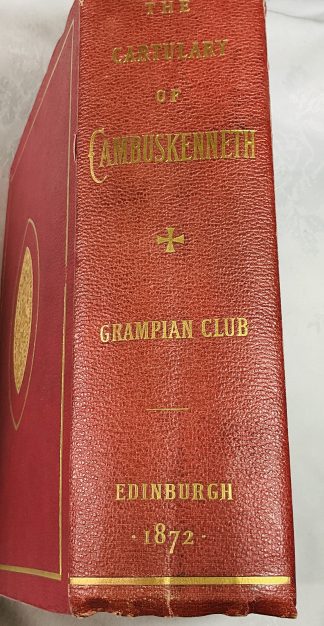 THE
CARTULARY
OF
CAMBUSKENNETH
GRAMPIAN CLUB
EDINBURGH
·1872·